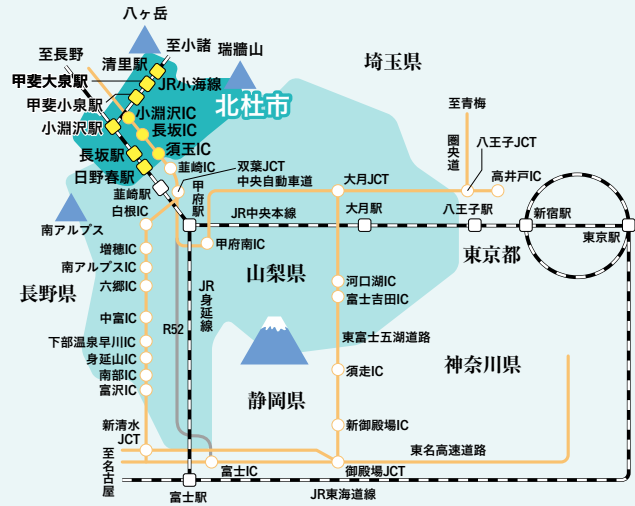 八ヶ岳
至長野
至小諸
瑞牆山
清里駅
埼玉県
甲斐大泉駅
JR小海線
甲斐小泉駅
北杜市
至青梅
小淵沢IC
小淵沢駅
長坂IC
圏央道
八王子JCT
須玉IC
長坂駅
韮崎IC
双葉JCT
日野春駅
中央自動車道
大月JCT
高井戸IC
韮崎駅
甲府駅
白根IC
JR中央本線
大月駅
八王子駅
新宿駅
東京駅
南アルプス
甲府南IC
増穂IC
東京都
南アルプスIC
山梨県
六郷IC
河口湖IC
長野県
JR身延線
富士吉田IC
中富IC
R52
東富士五湖道路
下部温泉早川IC
身延山IC
神奈川県
南部IC
須走IC
富沢IC
静岡県
新清水
JCT
新御殿場IC
至名古屋
東名高速道路
富士IC
御殿場JCT
富士駅
JR東海道線